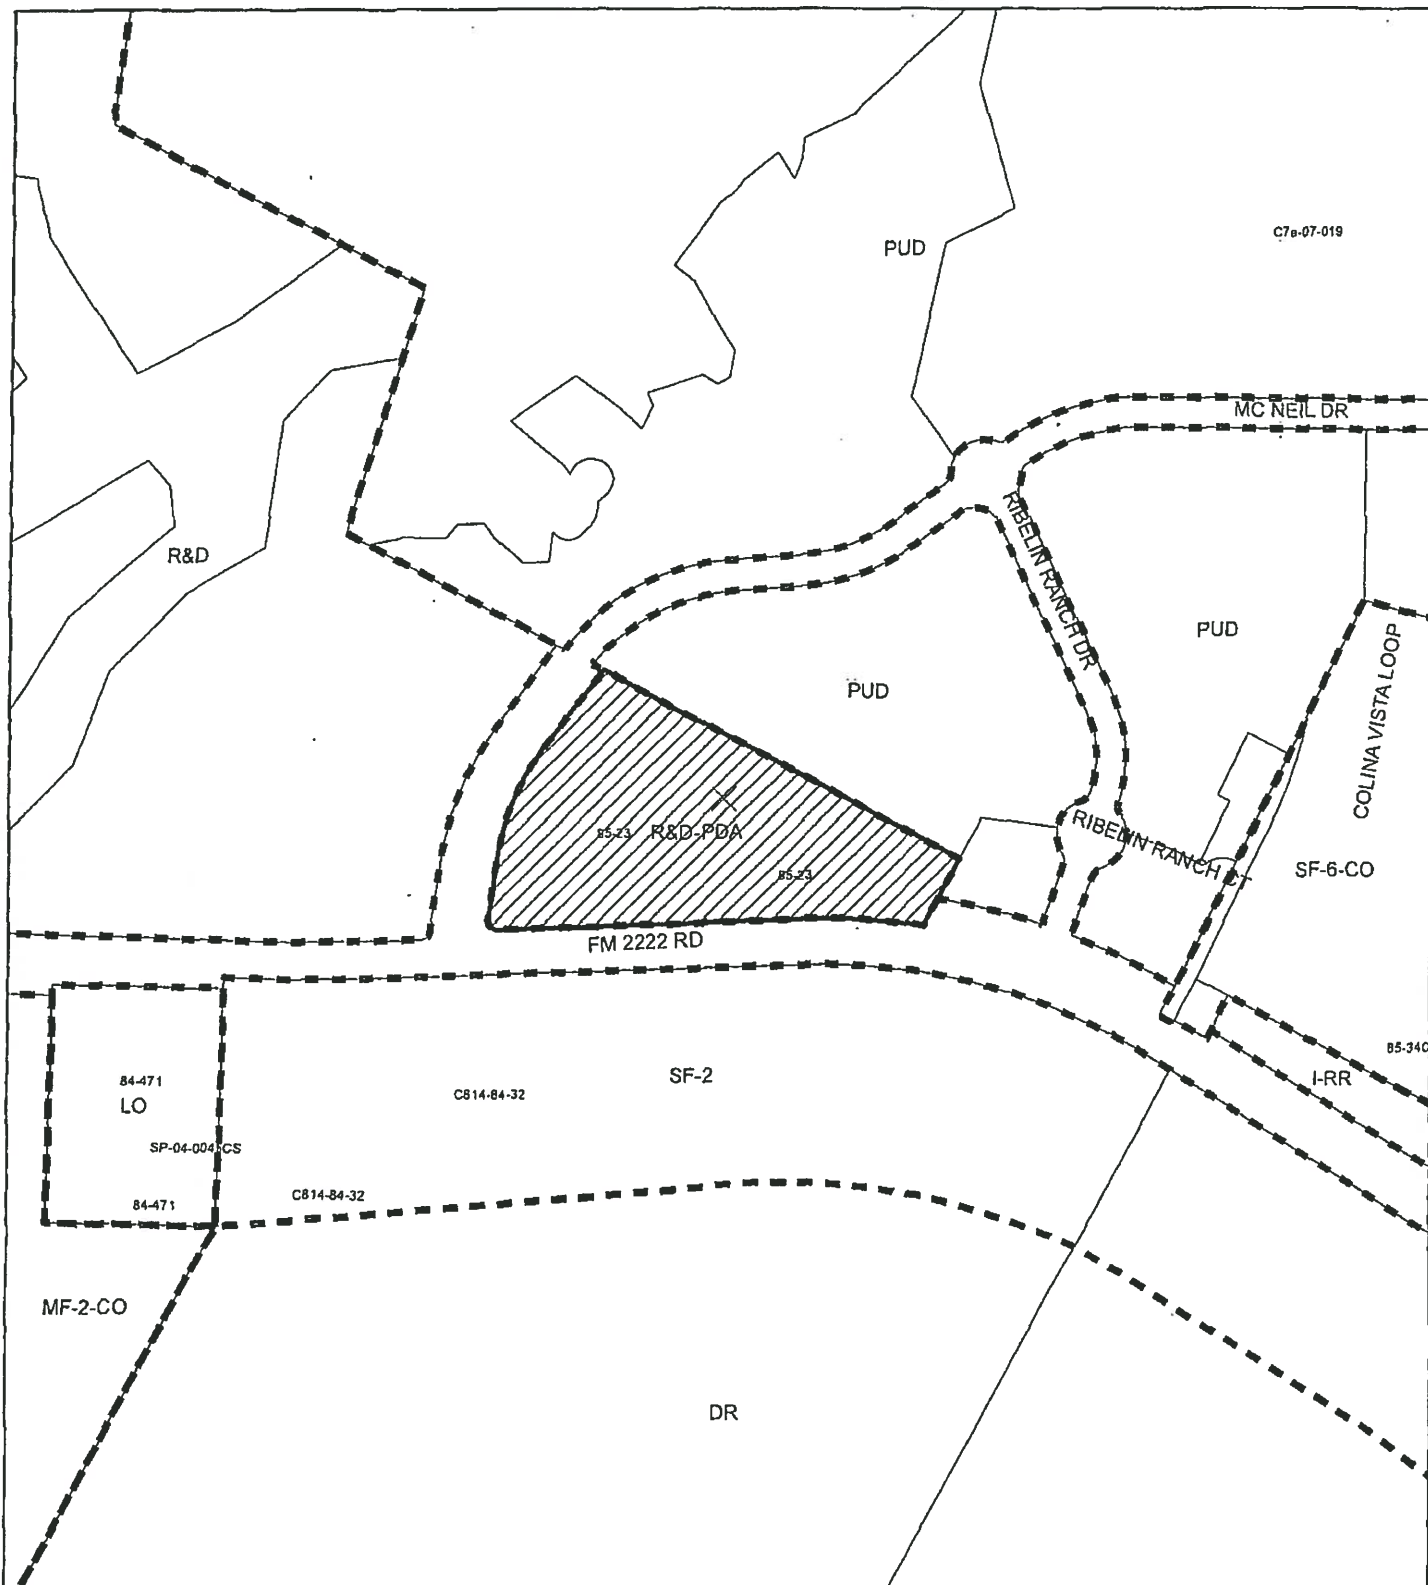 C7a-07-019
PUD
MC NEIL DR
RIBELIN RANCH DR
R&D
PUD
COLINA VISTA LOOP
PUD
85-23 R&D-PDA
RIBELIN RANCH CT
SF-6-CO
85-23
FM 2222 RD
85-34
SF-2
I-RR
84-471
C814-84-32
LO
SP-04-004 CS
C814-84-32
84-471
MF-2-CO
DR